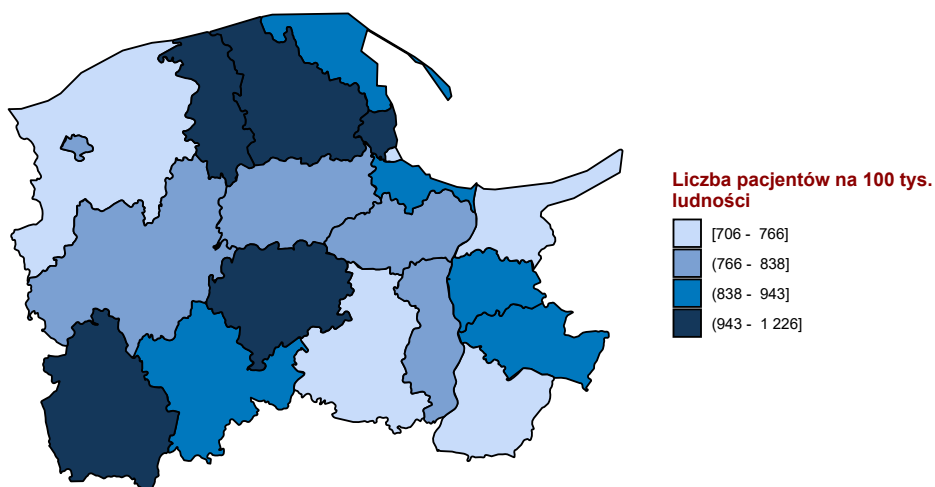 Liczba pacjentów na 100 tys.
ludności
[706 - 766]
(766 - 838]
(838 - 943]
(943 - 1 226]